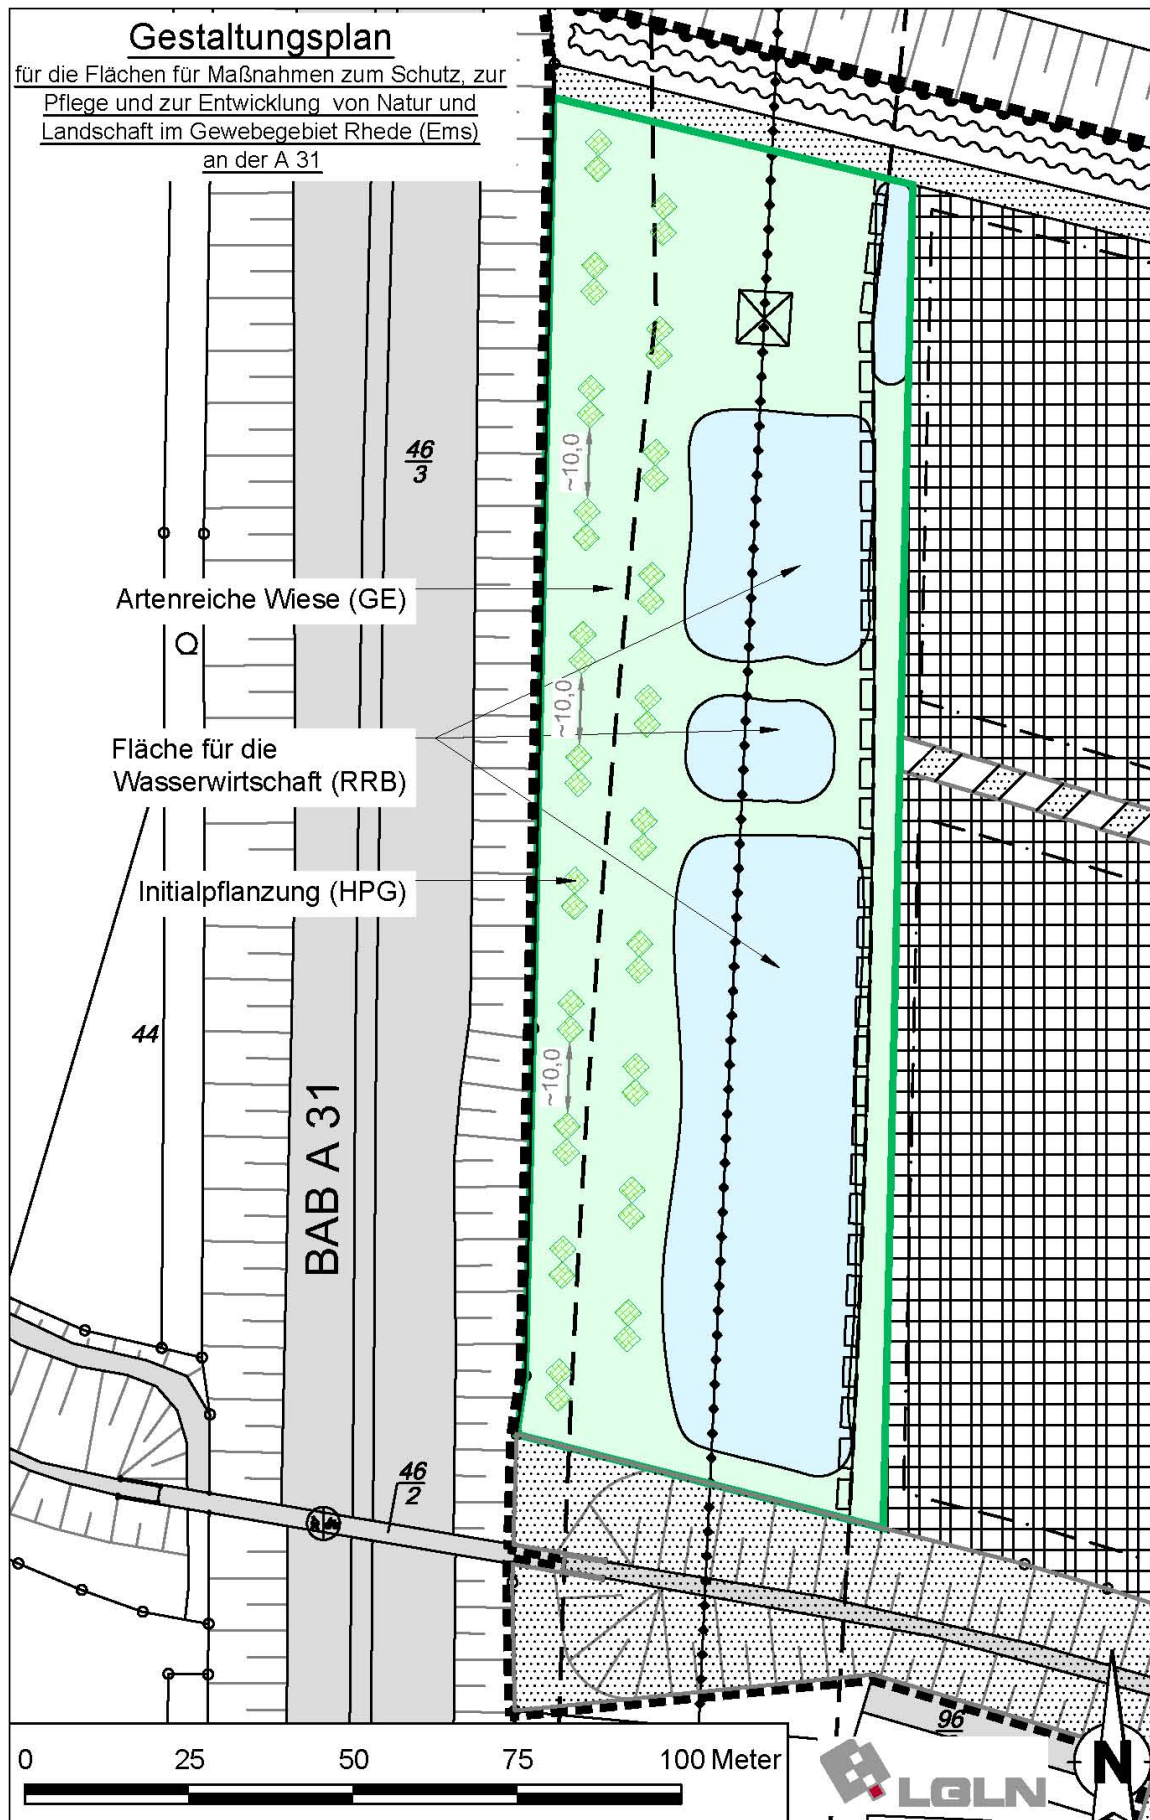 Gestaltungsplan
für die Flächen für Maßnahmen zum Schutz, zur
Pflege und zur Entwicklung von Natur und
Landschaft im Gewebegebiet Rhede (Ems)
an der A 31
46
3
~10,0
Artenreiche Wiese (GE)
~10,0
Fläche für die
Wasserwirtschaft (RRB)
Initialpflanzung (HPG)
44
~10,0
BAB A 31
46
2
96
0 25 50 75 100 Meter
LGLN
N